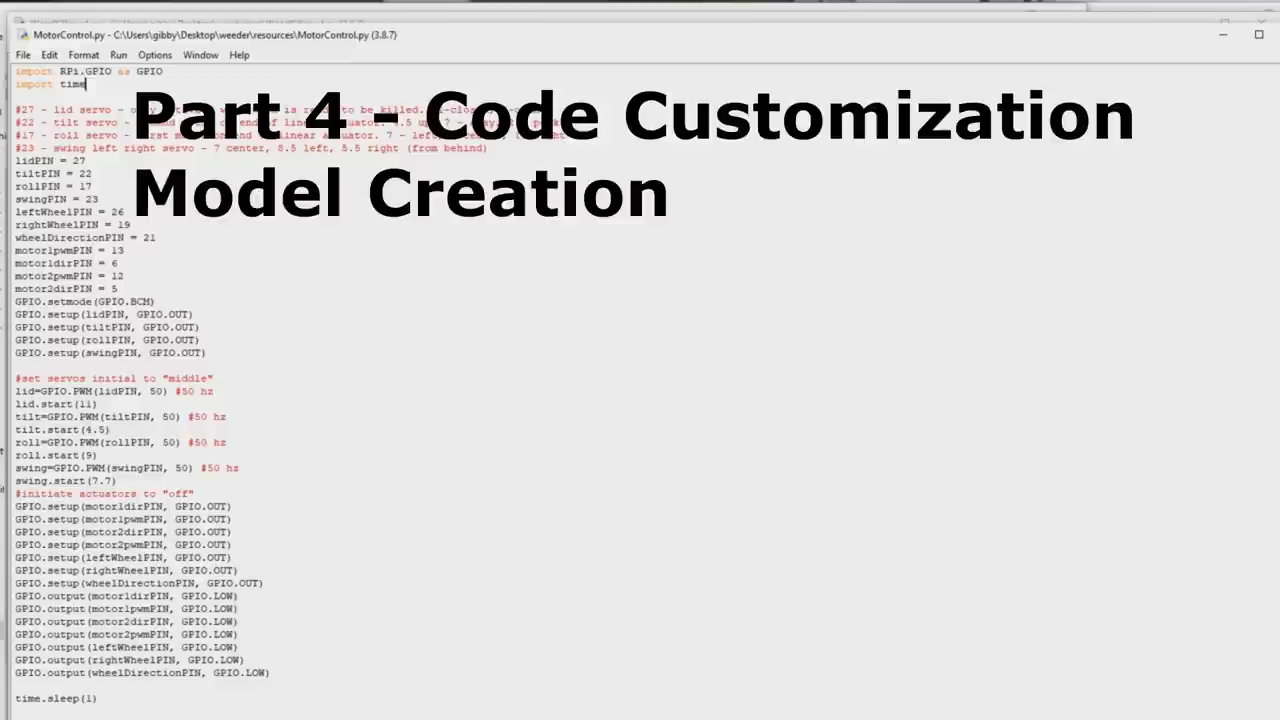 MotorControl.py - C:\Users\gibby\Desktop\weeder\resources\MotorControl.py (3.8.7)
File Edit Format Run Options Window Help
import RPi.GPIO as GPIO
import time
Part 4 - Code Customization
Model Creation
#27 - lid servo -
#22 - tilt servo
#17 - roll servo
#23 - swing left right servo - 7 center, 8.5 left, 5.5 right (from behind)
lidPIN = 27
tiltPIN = 22
rollPIN = 17
swingPIN = 23
leftWheelPIN = 26
rightWheelPIN = 19
wheelDirectionPIN = 21
motor1pwmPIN = 13
motor1dirPIN = 6
motor2pwmPIN = 12
motor2dirPIN = 5
GPIO.setmode(GPIO.BCM)
GPIO.setup(lidPIN, GPIO.OUT)
GPIO.setup(tiltPIN, GPIO.OUT)
GPIO.setup(rollPIN, GPIO.OUT)
GPIO.setup(swingPIN, GPIO.OUT)
#set servos initial to "middle"
lid=GPIO.PWM(lidPIN, 50) #50 hz
lid.start(11)
tilt=GPIO.PWM(tiltPIN, 50) #50 hz
tilt.start(4.5)
roll=GPIO.PWM(rollPIN, 50) #50 hz
roll.start(9)
swing=GPIO.PWM(swingPIN, 50) #50 hz
swing.start(7.7)
#initiate actuators to "off"
GPIO.setup(motor1dirPIN, GPIO.OUT)
GPIO.setup(motor1pwmPIN, GPIO.OUT)
GPIO.setup(motor2dirPIN, GPIO.OUT)
GPIO.setup(motor2pwmPIN, GPIO.OUT)
GPIO.setup(leftWheelPIN, GPIO.OUT)
GPIO.setup(rightWheelPIN, GPIO.OUT)
GPIO.setup(wheelDirectionPIN, GPIO.OUT)
GPIO.output(motor1dirPIN, GPIO.LOW)
GPIO.output(motor1pwmPIN, GPIO.LOW)
GPIO.output(motor2dirPIN, GPIO.LOW)
GPIO.output(motor2pwmPIN, GPIO.LOW)
GPIO.output(leftWheelPIN, GPIO.LOW)
GPIO.output(rightWheelPIN, GPIO.LOW)
GPIO.output(wheelDirectionPIN, GPIO.LOW)
time.sleep(1)